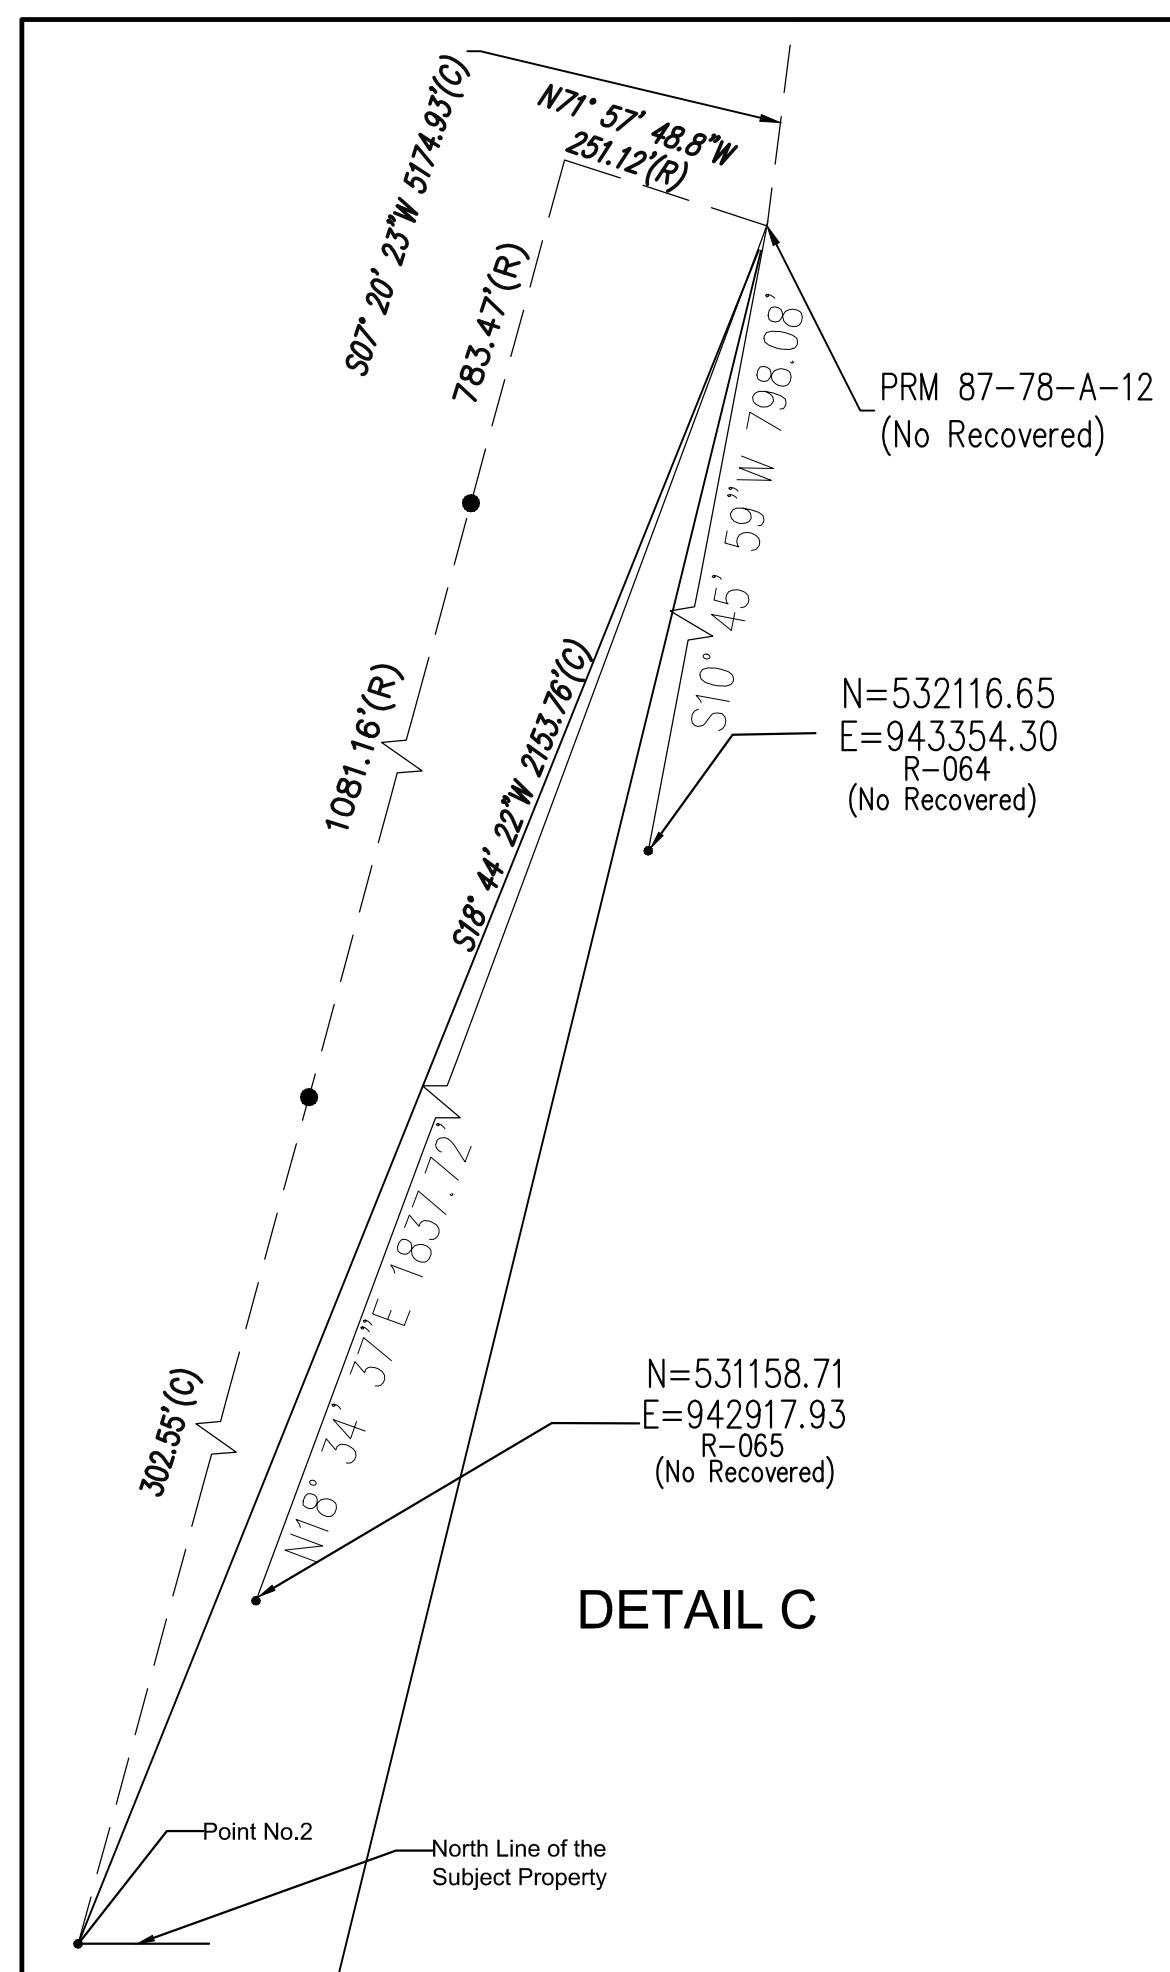 S07° 20' 23"W 5174.93'(C)
N71° 57' 48.8"W
251.12'(R)
783.47'(R)
S10° 45' 59"W 798.08'
PRM 87-78-A-12
(No Recovered)
1081.16'(R)
S18° 44' 22"W 2153.76'(C)
N=532116.65
E=943354.30
R-064
(No Recovered)
N18° 34' 37"E 1837.72'
302.55'(C)
N=531158.71
E=942917.93
R-065
(No Recovered)
DETAIL C
Point No.2
North Line of the
Subject Property